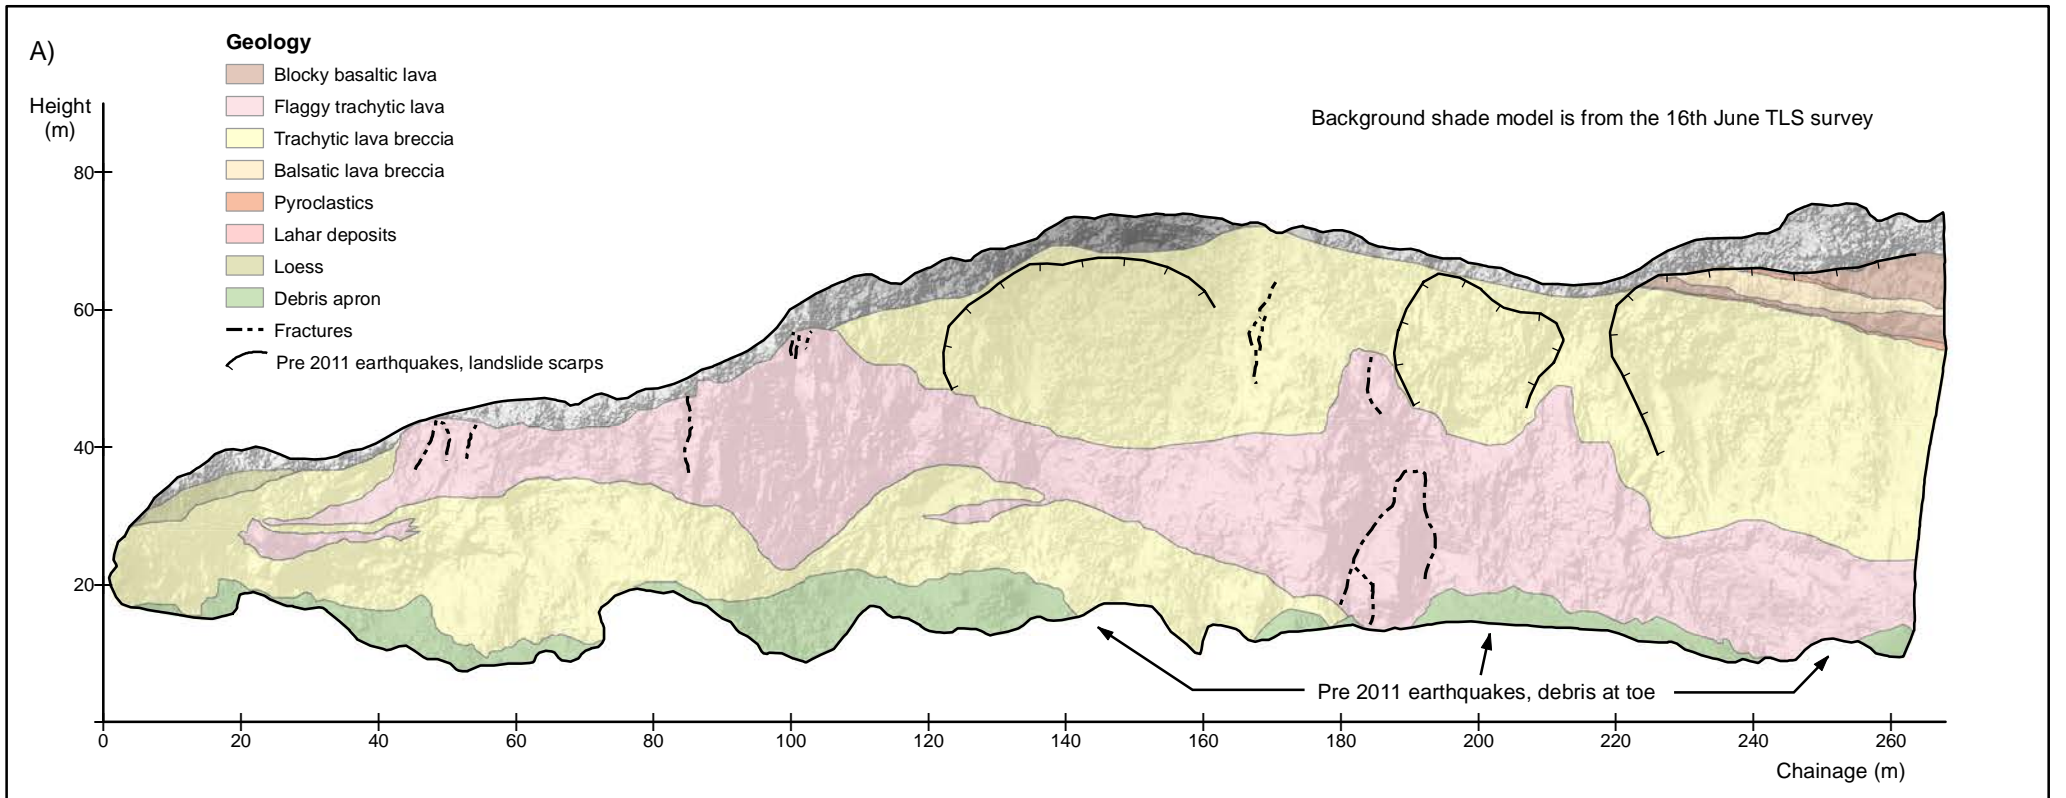 A)
Geology
Blocky basaltic lava
Flaggy trachytic lava
Trachytic lava breccia
Balsatic lava breccia
Pyroclastics
Lahar deposits
Loess
Debris apron
Fractures
Pre 2011 earthquakes, landslide scarps
Height
(m)
Background shade model is from the 16th June TLS survey
80
60
40
20
Pre 2011 earthquakes, debris at toe
0 20 40 60 80 100 120 140 160 180 200 220 240 260
Chainage (m)